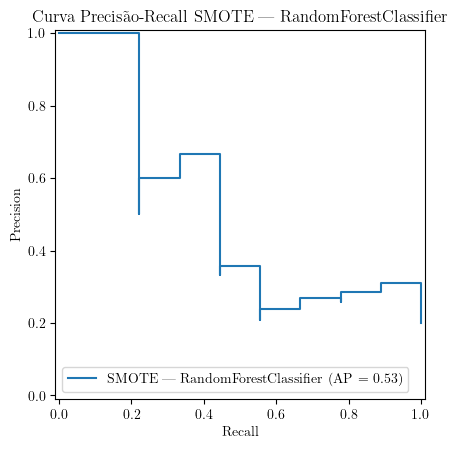 Curva Precisão-Recall SMOTE — RandomForestClassifier
1.0
0.8
0.6
0.4
0.2
0.0
Precision
SMOTE — RandomForestClassifier (AP = 0.53)
0.0 0.2 0.4 0.6 0.8 1.0
Recall